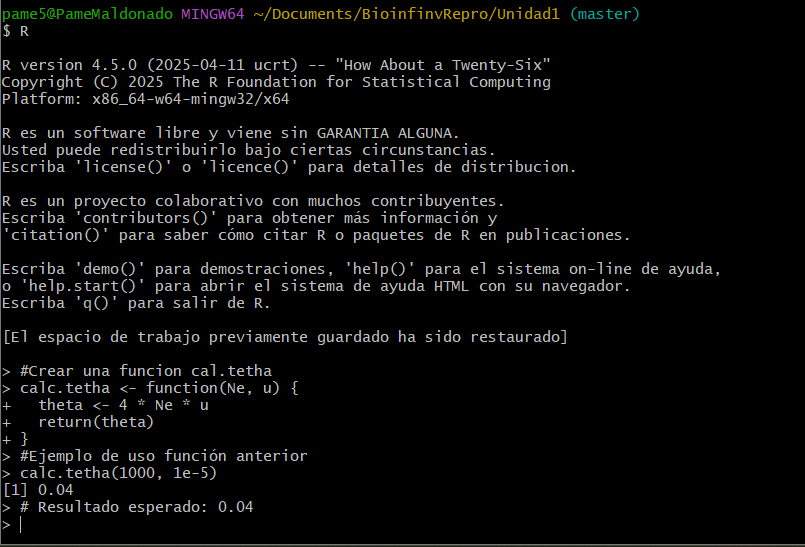 pame5@PameMaldonado MINGW64 ~/Documents/BioinfinvRepro/Unidad1 (master)
$ R

R version 4.5.0 (2025-04-11 ucrt) -- "How About a Twenty-Six"
Copyright (C) 2025 The R Foundation for Statistical Computing
Platform: x86_64-w64-mingw32/x64

R es un software libre y viene sin GARANTIA ALGUNA.
Usted puede redistribuirlo bajo ciertas circunstancias.
Escriba 'license()' o 'licence()' para detalles de distribucion.

R es un proyecto colaborativo con muchos contribuyentes.
Escriba 'contributors()' para obtener más información y
'citation()' para saber cómo citar R o paquetes de R en publicaciones.

Escriba 'demo()' para demostraciones, 'help()' para el sistema on-line de ayuda,
o 'help.start()' para abrir el sistema de ayuda HTML con su navegador.
Escriba 'q()' para salir de R.

[El espacio de trabajo previamente guardado ha sido restaurado]

> #Crear una funcion cal.tetha
> calc.tetha <- function(Ne, u) {
+   theta <- 4 * Ne * u
+   return(theta)
+ }
> #Ejemplo de uso función anterior
> calc.tetha(1000, 1e-5)
[1] 0.04
> # Resultado esperado: 0.04
>